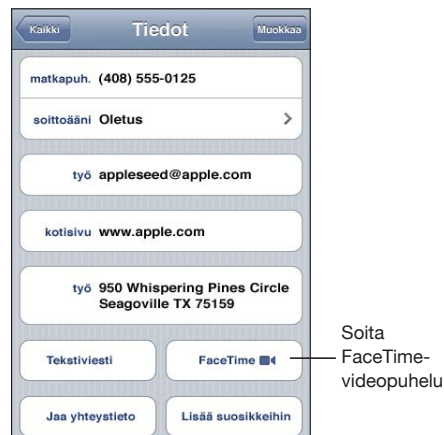 Kaikki Tiedot Muokkaa
matkapuh. (408) 555-0125
soittoääni Oletus
työ appleseed@apple.com
kotisivu www.apple.com
työ 950 Whispering Pines Circle
Seagoville TX 75159
Tekstiviesti FaceTime
Soita
FaceTime-
videopuhelu
Jaa yhteystieto Lisää suosikkeihin